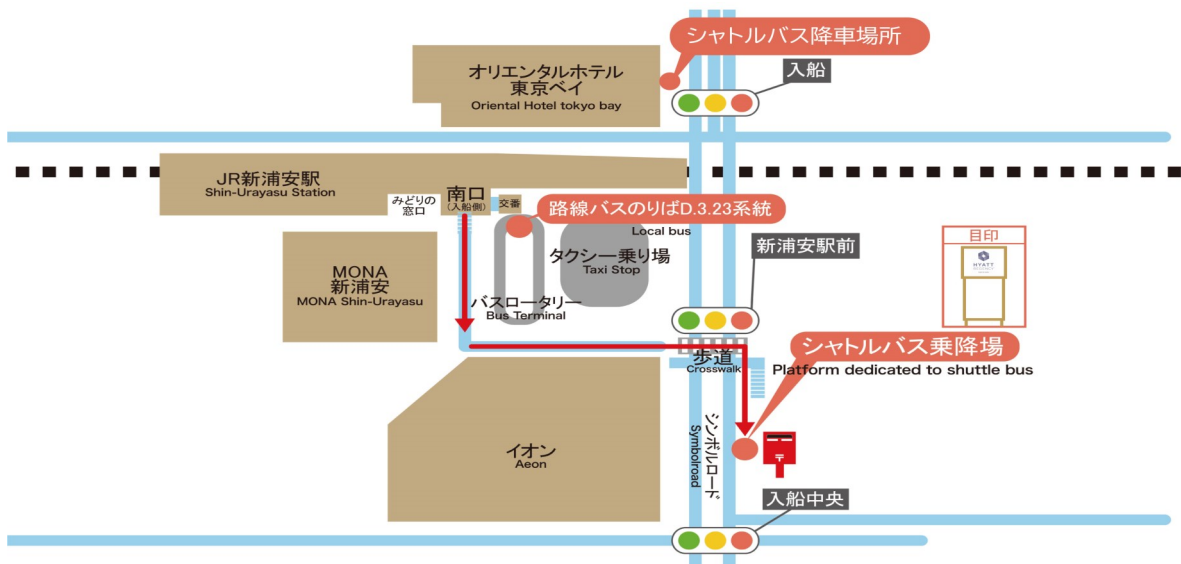 シャトルバス降車場所
入船
オリエンタルホテル
東京ベイ
Oriental Hotel tokyo bay
JR新浦安駅
Shin-Urayasu Station
みどりの
窓口
南口
(入船側)
交番
路線バスのりばD.3.23系統
Local bus
タクシー乗り場
Taxi Stop
新浦安駅前
目印
HYATT
MONA
新浦安
MONA Shin-Urayasu
バスロータリー
Bus Terminal
シャトルバス乗降場
Platform dedicated to shuttle bus
歩道
Crosswalk
シンボルロード
Symbolroad
イオン
Aeon
〒
入船中央